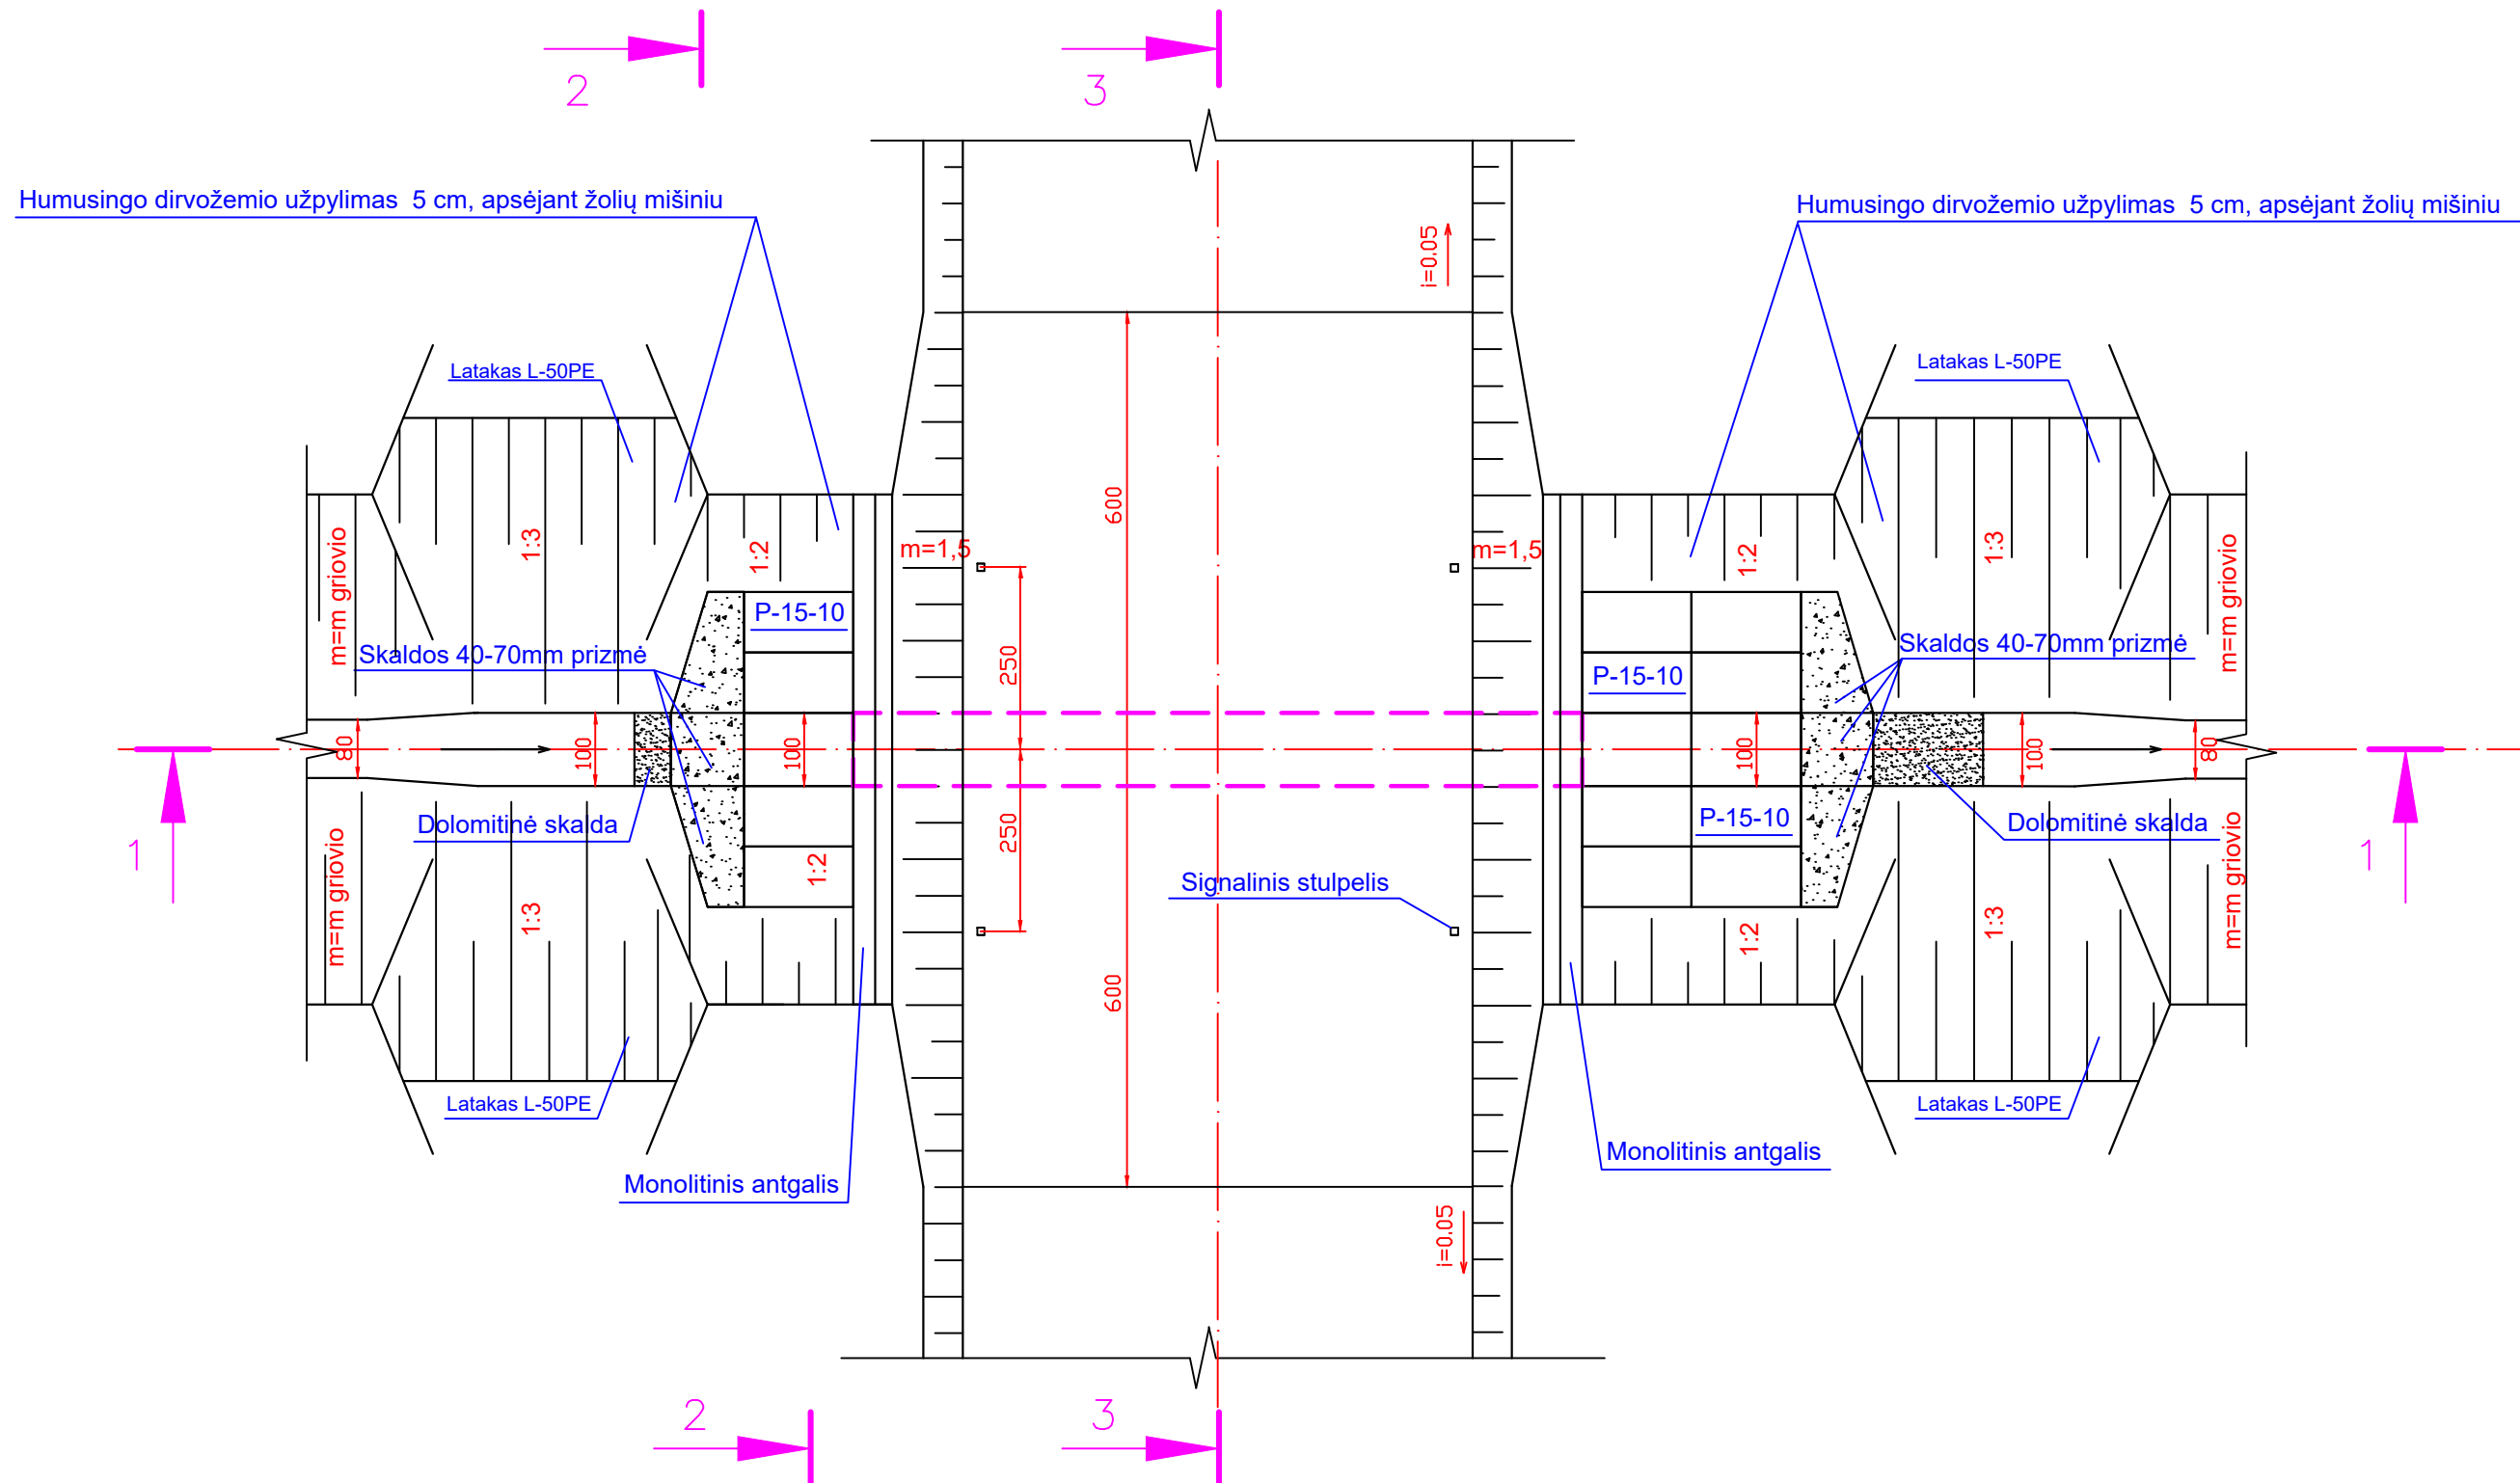 2
3
Humusingo dirvožemio užpylimas  5 cm, apsėjant žolių mišiniu
Humusingo dirvožemio užpylimas  5 cm, apsėjant žolių mišiniu
i=0.05
Latakas L-50PE
Latakas L-50PE
600
m=m griovio
1:3
1:2
m=1,5
m=1,5
1:2
1:3
m=m griovio
P-15-10
Skaldos 40-70mm prizmė
250
P-15-10
Skaldos 40-70mm prizmė
80
100
100
100
100
80
1
Dolomitinė skalda
250
P-15-10
Dolomitinė skalda
1
m=m griovio
1:3
1:2
Signalinis stulpelis
1:2
1:3
m=m griovio
600
Latakas L-50PE
Latakas L-50PE
Monolitinis antgalis
Monolitinis antgalis
i=0.05
2
3